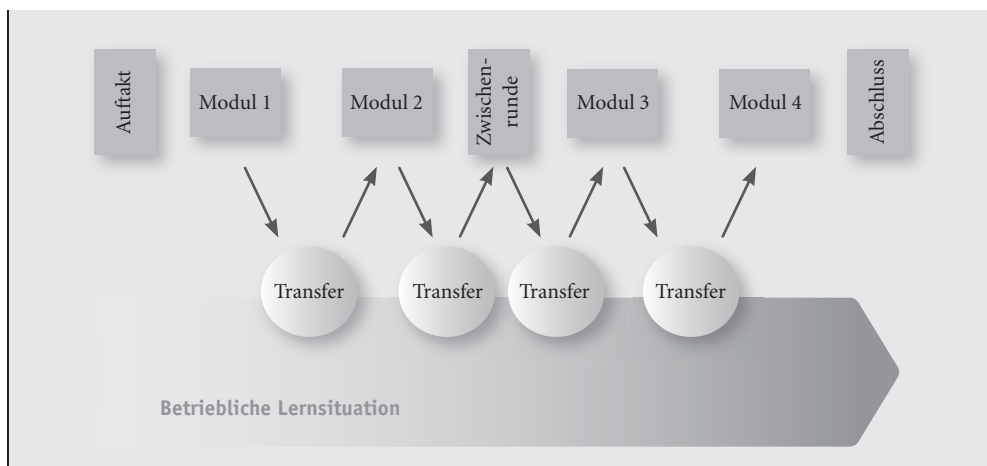 Auftakt
Modul 1
Modul 2
Zwischen-
runde
Modul 3
Modul 4
Abschluss
Transfer
Transfer
Transfer
Transfer
Betriebliche Lernsituation